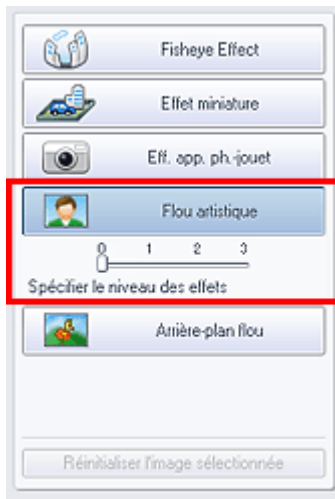 Fisheye Effect
Effet miniature
Eff. app. ph.-jouet
Flou artistique
0 1 2 3
Spécifier le niveau des effets
Arrière-plan flou
Réinitialiser l'image sélectionnée